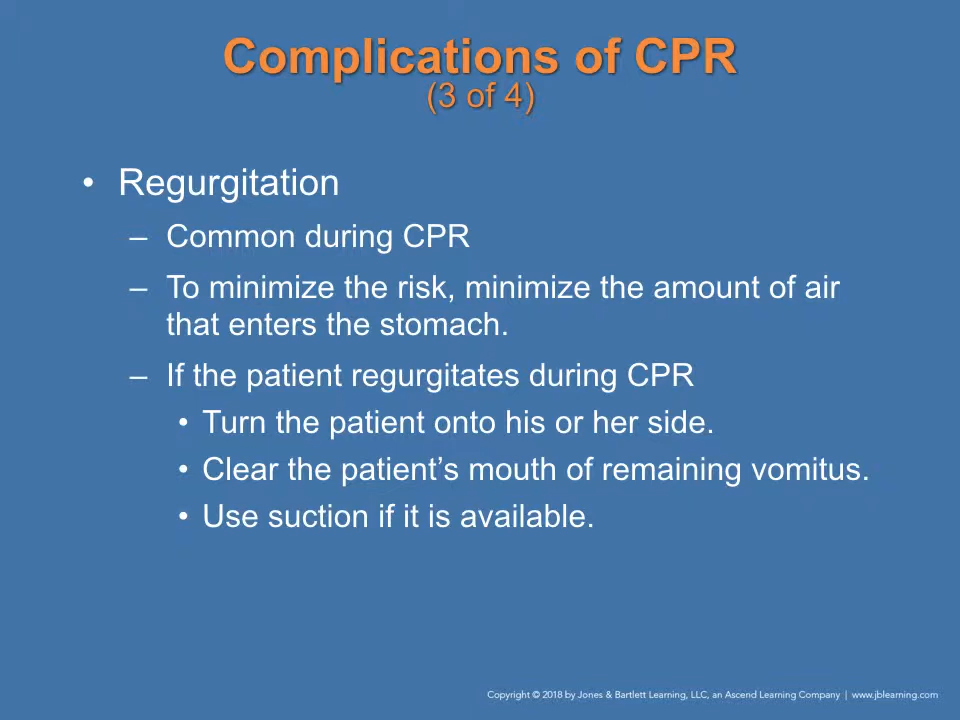 Complications of CPR
(3 of 4)
• Regurgitation
– Common during CPR
– To minimize the risk, minimize the amount of air
that enters the stomach.
– If the patient regurgitates during CPR
• Turn the patient onto his or her side.
• Clear the patient’s mouth of remaining vomitus.
• Use suction if it is available.
Copyright © 2018 by Jones & Bartlett Learning, LLC, an Ascend Learning Company | www.jblearning.com